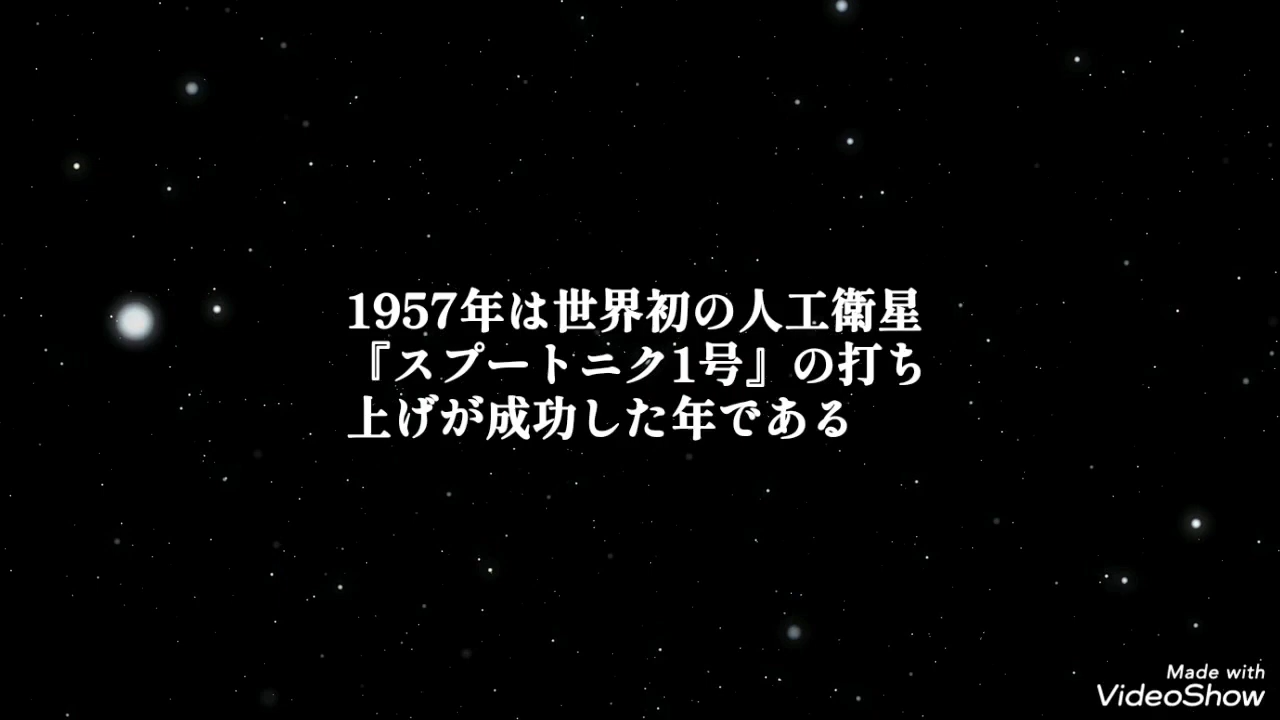 1957年は世界初の人工衛星
『スプートニク1号』の打ち
上げが成功した年である
Made with
VideoShow